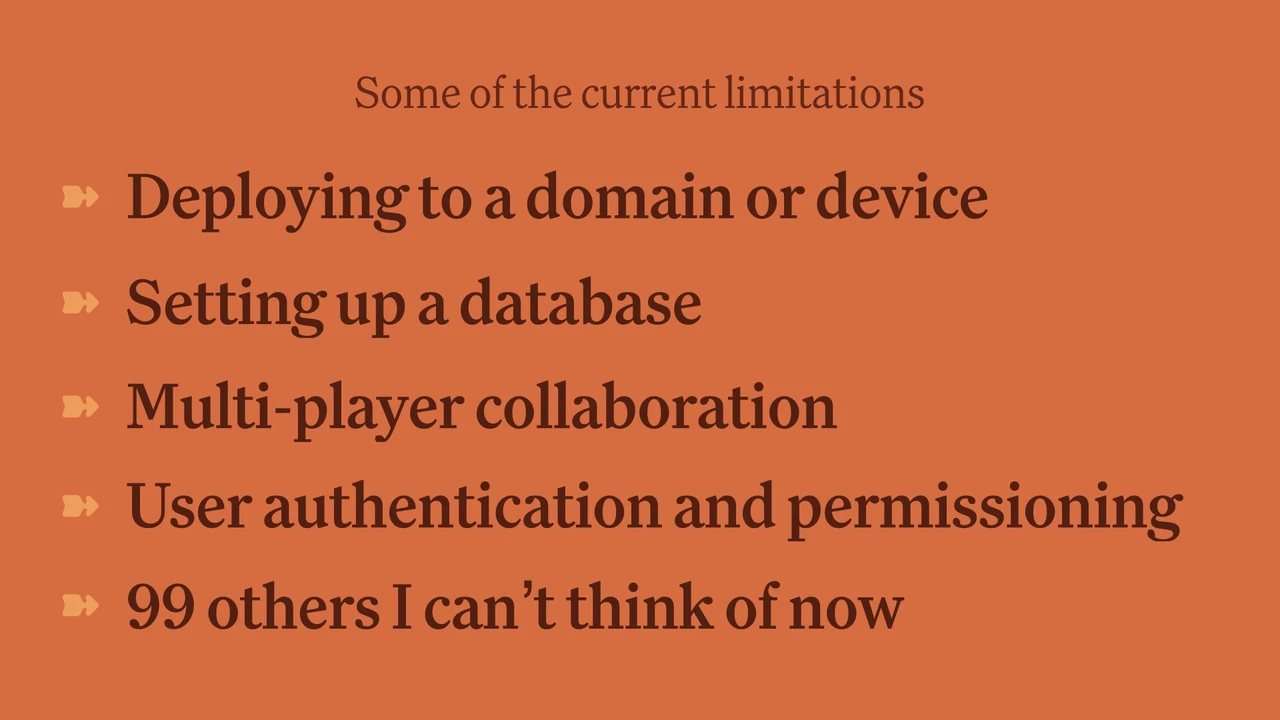 Some of the current limitations
Deploying to a domain or device
Setting up a database
Multi-player collaboration
User authentication and permissioning
99 others I can’t think of now